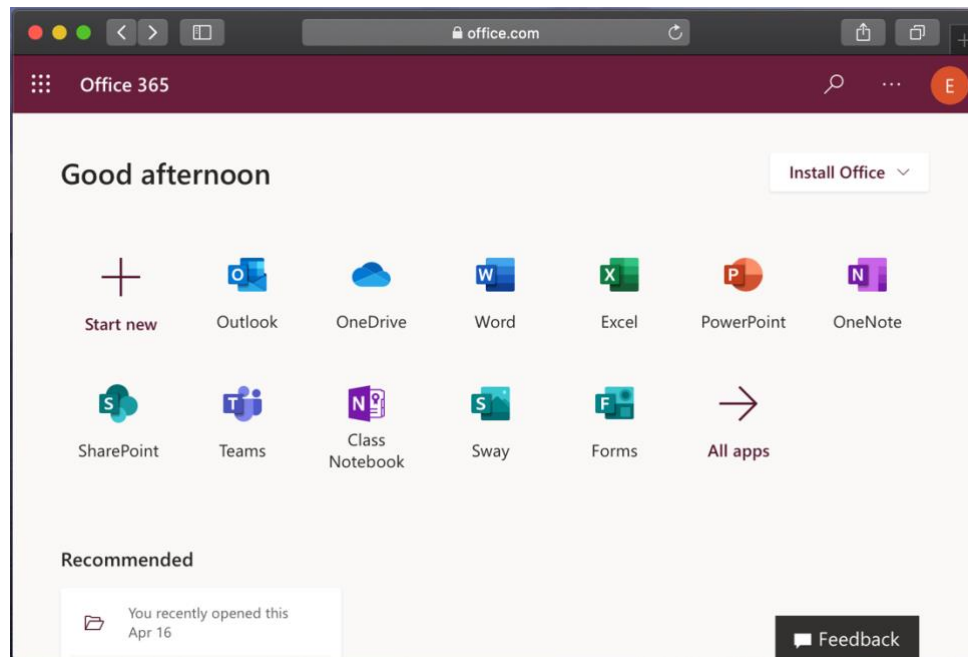 office.com
Office 365
E
Good afternoon
Install Office
Start new
Outlook
OneDrive
Word
Excel
PowerPoint
OneNote
SharePoint
Teams
Class
Notebook
Sway
Forms
All apps
Recommended
You recently opened this
Apr 16
Feedback